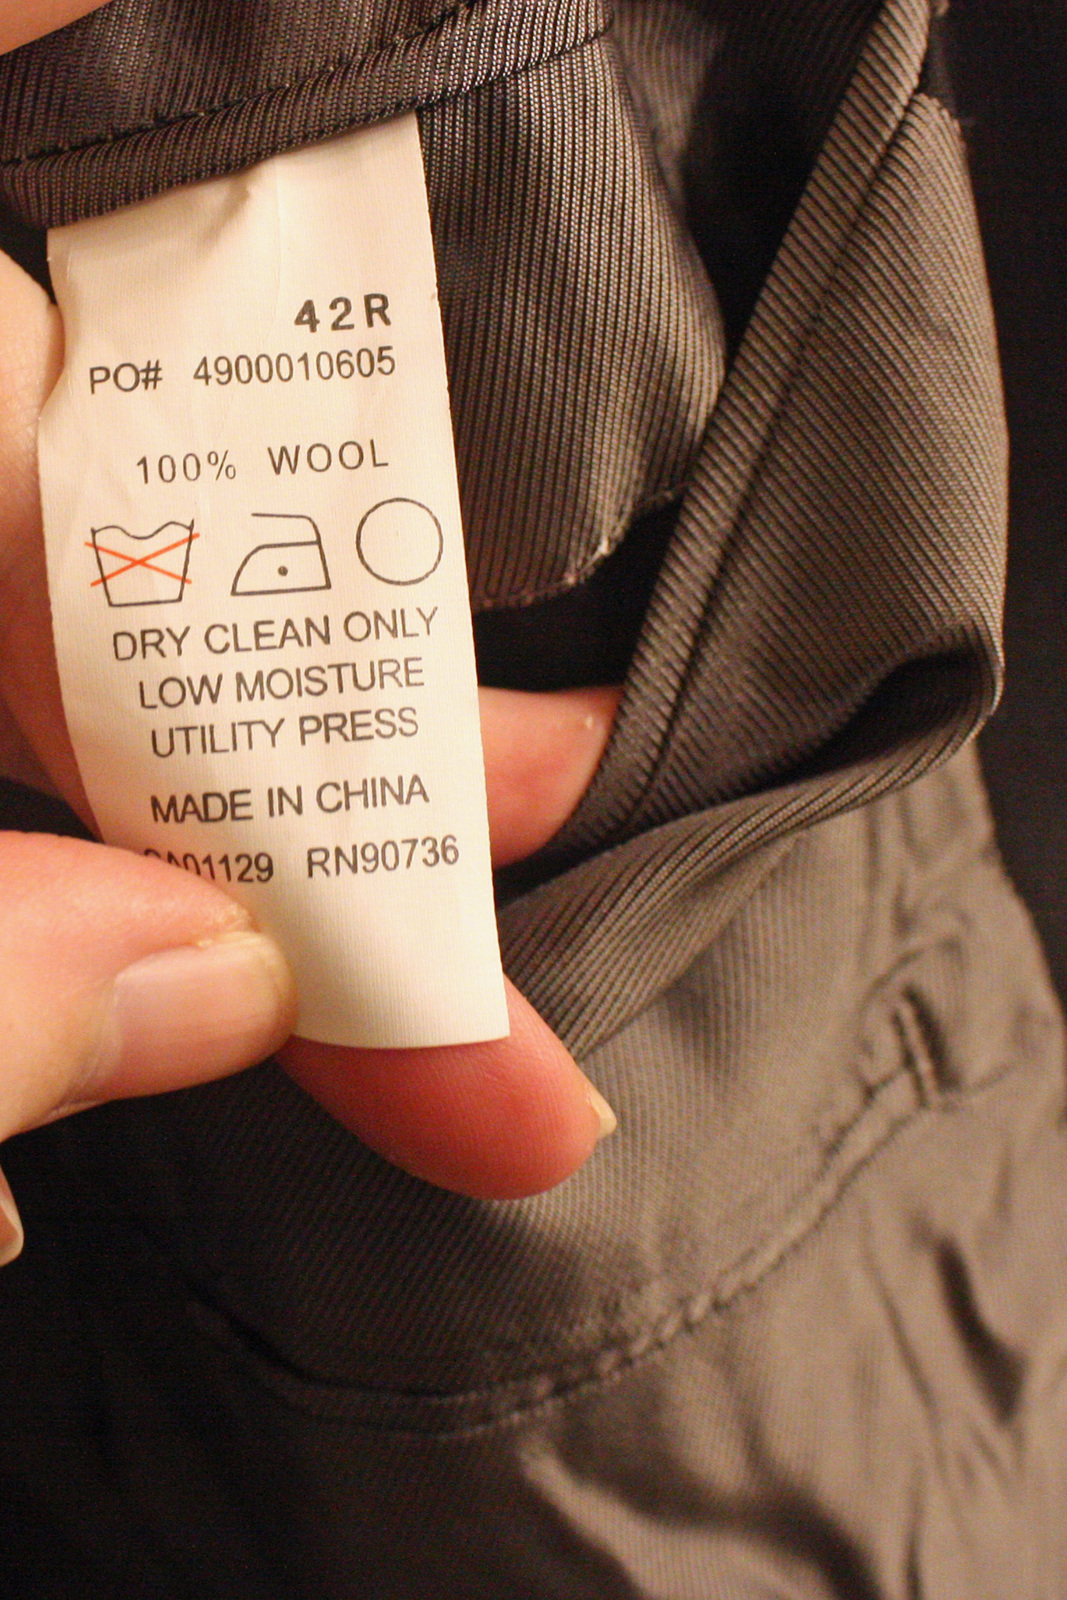 42R
PO# 4900010605
100% WOOL
DRY CLEAN ONLY
LOW MOISTURE
UTILITY PRESS
MADE IN CHINA
RN90736